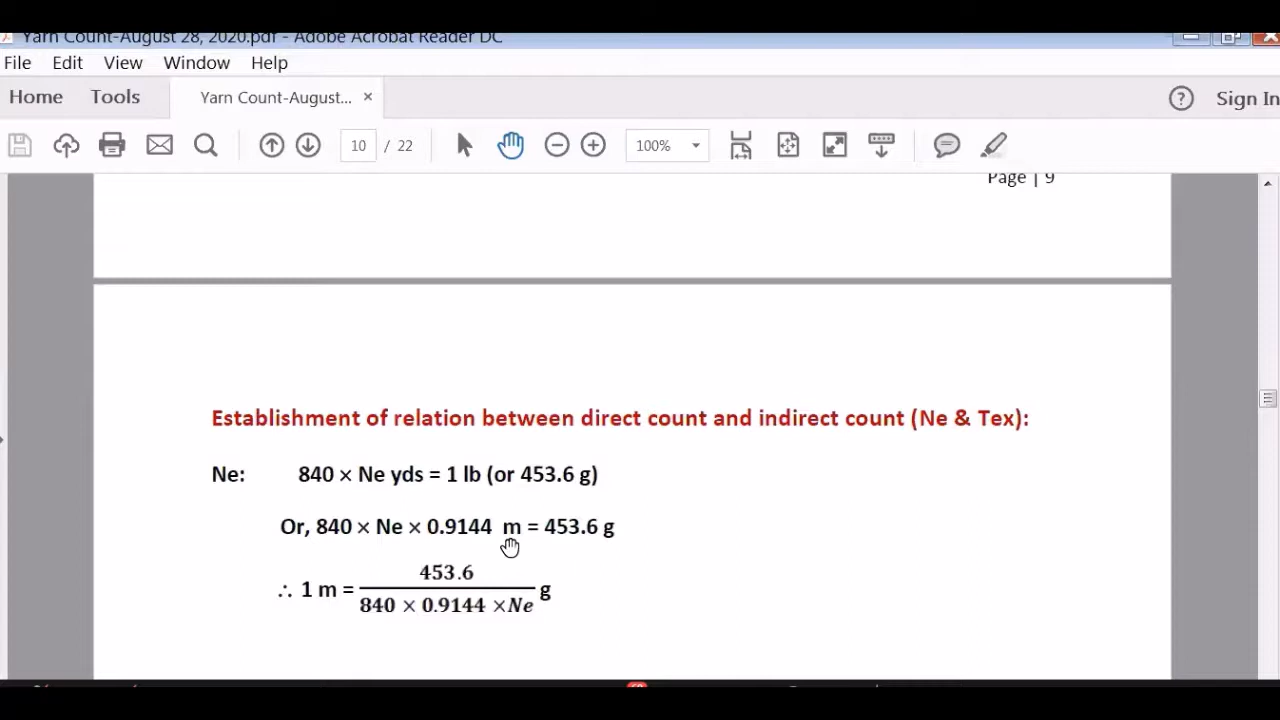 Yarn Count-August 28, 2020.pdf - Adobe Acrobat Reader DC
File Edit View Window Help
Home Tools Yarn Count-August... × ? Sign In
10 / 22 100%
Page | 9
Establishment of relation between direct count and indirect count (Ne & Tex):
Ne: 840 × Ne yds = 1 lb (or 453.6 g)
Or, 840 × Ne × 0.9144 m = 453.6 g
453.6
∴ 1 m = g
840 × 0.9144 ×Ne